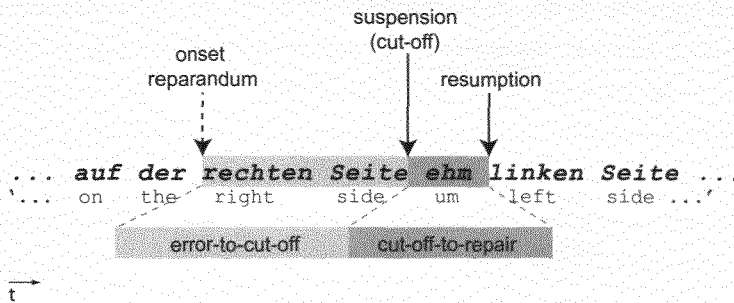 suspension
(cut-off)
onset
reparandum
resumption
... auf der rechten Seite ehm linken Seite ...
'... on the right side um left side ...'
error-to-cut-off cut-off-to-repair
t